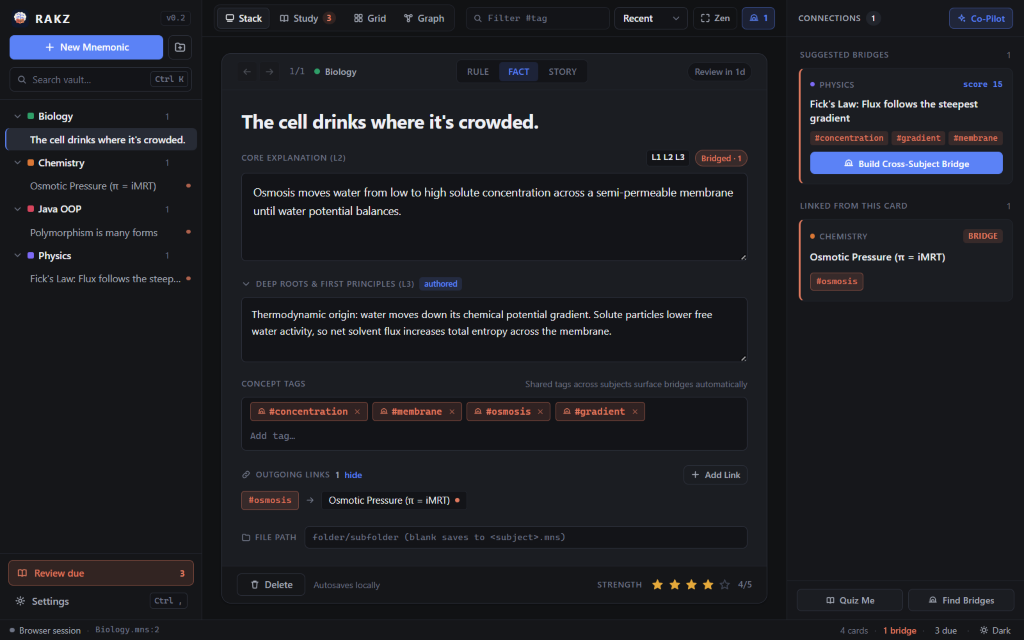 RAKZ
v0.2
New Mnemonic
Search vault...
Ctrl K
Biology 1
The cell drinks where it's crowded.
Chemistry 1
Osmotic Pressure (π = iMRT)
Java OOP 1
Polymorphism is many forms
Physics 1
Fick's Law: Flux follows the steep...
Review due 3
Settings
Ctrl ,
Browser session
Biology.mns:2
Stack
Study 3
Grid
Graph
Filter #tag
Recent
Zen
1
1/1 Biology
RULE
FACT
STORY
Review in 1d
The cell drinks where it's crowded.
CORE EXPLANATION (L2)
L1 L2 L3
Bridged · 1
Osmosis moves water from low to high solute concentration across a semi-permeable membrane
until water potential balances.
DEEP ROOTS & FIRST PRINCIPLES (L3)
authored
Thermodynamic origin: water moves down its chemical potential gradient. Solute particles lower free
water activity, so net solvent flux increases total entropy across the membrane.
CONCEPT TAGS
Shared tags across subjects surface bridges automatically
#concentration ×
#membrane ×
#osmosis ×
#gradient ×
Add tag...
OUTGOING LINKS 1 hide
Add Link
#osmosis → Osmotic Pressure (π = iMRT)
FILE PATH
folder/subfolder (blank saves to <subject>.mns)
Delete
Autosaves locally
STRENGTH
4/5
CONNECTIONS 1
Co-Pilot
SUGGESTED BRIDGES 1
PHYSICS
score 15
Fick's Law: Flux follows the steepest
gradient
#concentration
#gradient
#membrane
Build Cross-Subject Bridge
LINKED FROM THIS CARD 1
CHEMISTRY
BRIDGE
Osmotic Pressure (π = iMRT)
#osmosis
Quiz Me
Find Bridges
4 cards · 1 bridge · 3 due · Dark